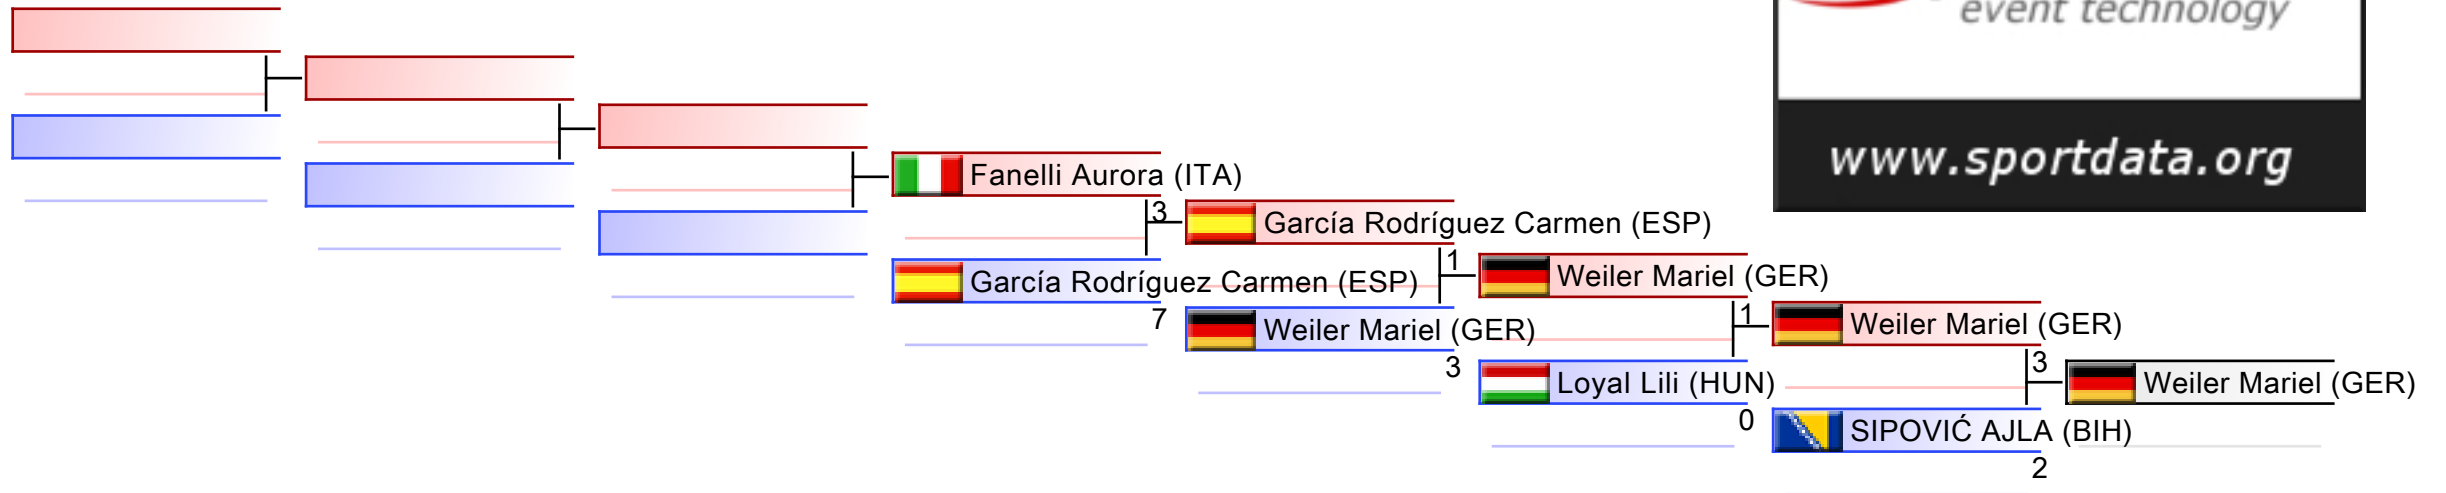 event technology
www.sportdata.org
Fanelli Aurora (ITA)
3
García Rodríguez Carmen (ESP)
García Rodríguez Carmen (ESP)
7
1
Weiler Mariel (GER)
Weiler Mariel (GER)
3
1
Weiler Mariel (GER)
Loyal Lili (HUN)
0
3
Weiler Mariel (GER)
SIPOVIĆ AJLA (BIH)
2